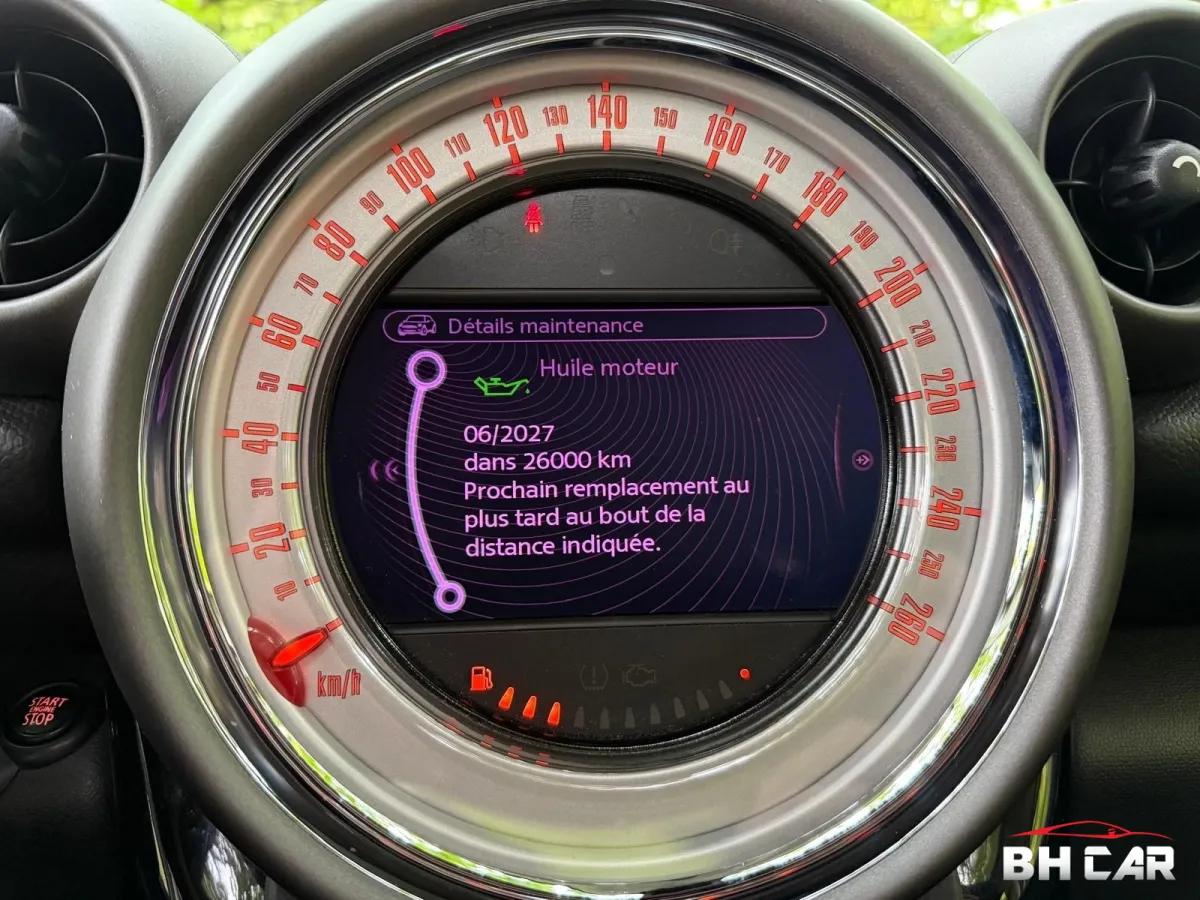 10
20
30
40
50
60
70
80
90
100
110
120
130
140
150
160
170
180
190
200
210
220
230
240
250
260
Détails maintenance
Huile moteur
06/2027
dans 26000 km
Prochain remplacement au
plus tard au bout de la
distance indiquée.
km/h
START
ENGINE
STOP
BH CAR